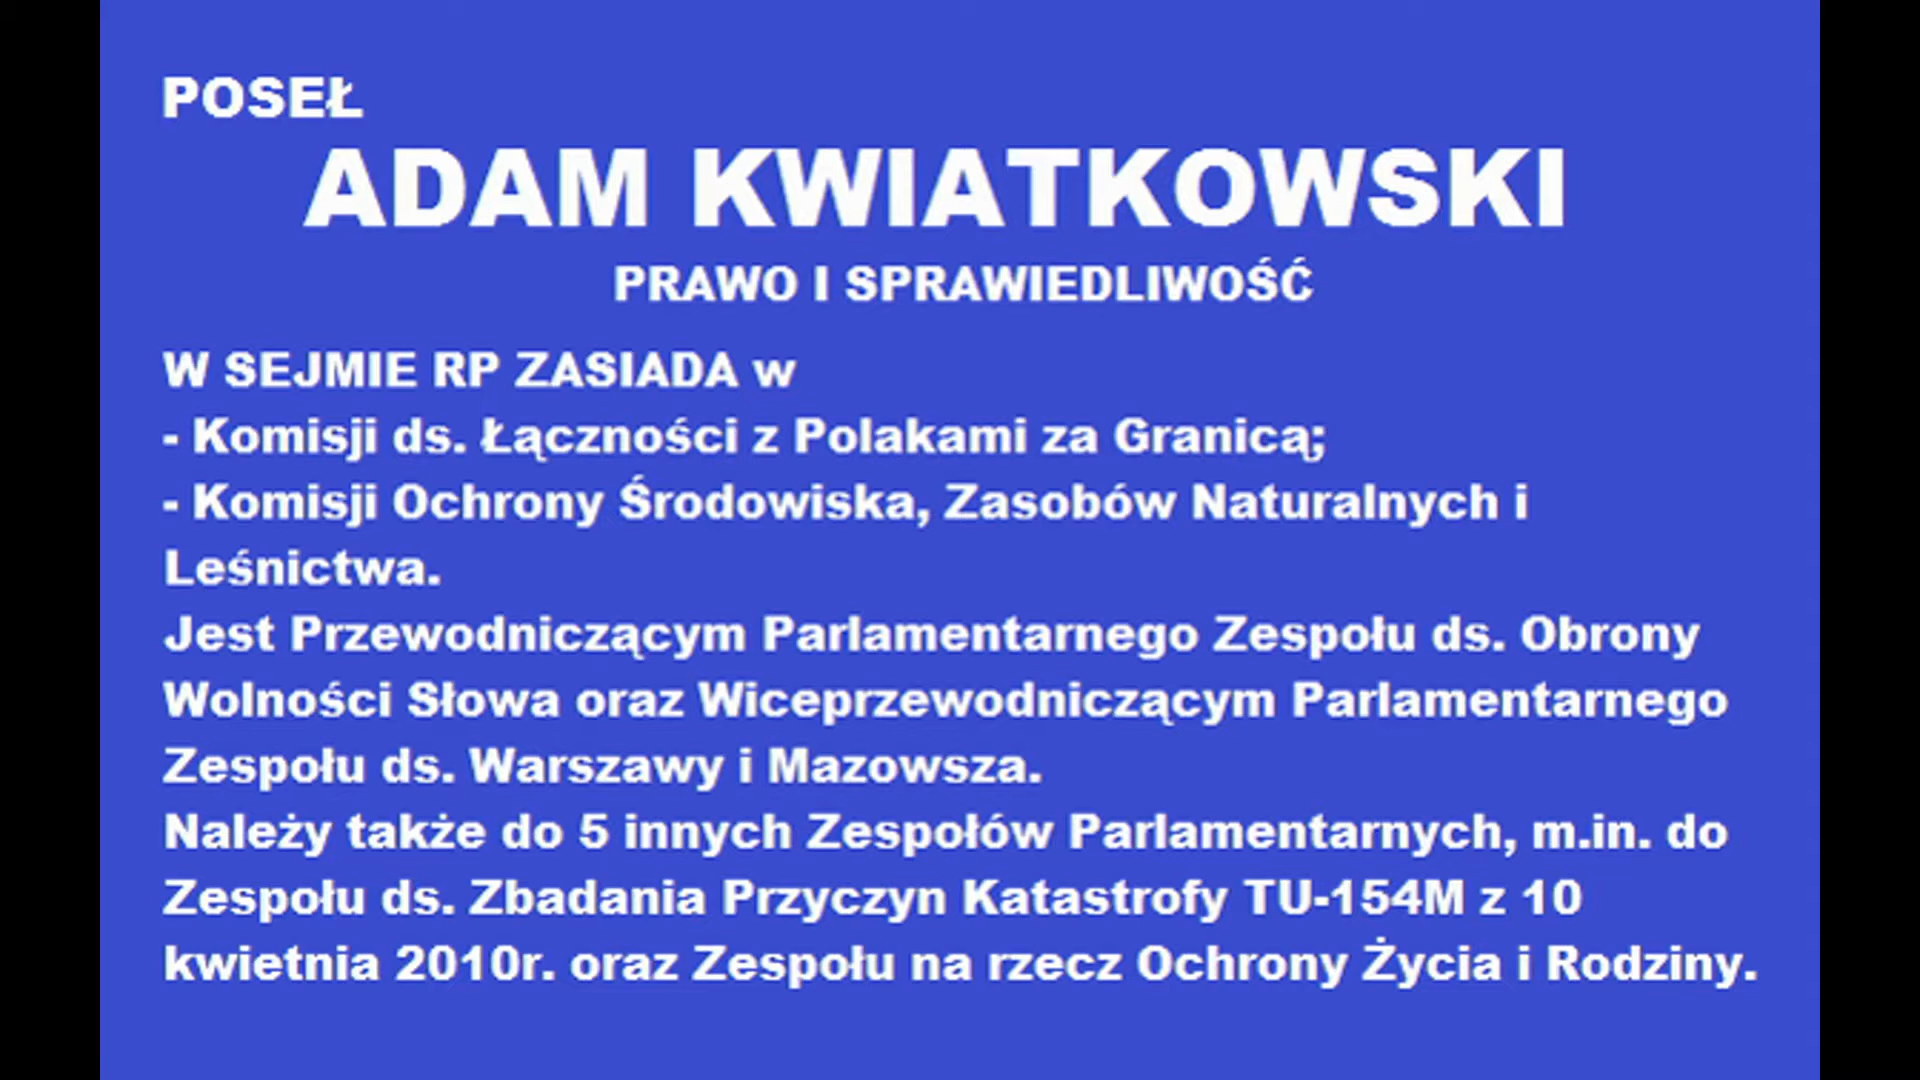 POSEŁ
ADAM KWIATKOWSKI
PRAWO I SPRAWIEDLIWOŚĆ
W SEJMIE RP ZASIADA w
- Komisji ds. Łączności z Polakami za Granicą;
- Komisji Ochrony Środowiska, Zasobów Naturalnych i
Leśnictwa.
Jest Przewodniczącym Parlamentarnego Zespołu ds. Obrony
Wolności Słowa oraz Wiceprzewodniczącym Parlamentarnego
Zespołu ds. Warszawy i Mazowsza.
Należy także do 5 innych Zespołów Parlamentarnych, m.in. do
Zespołu ds. Zbadania Przyczyn Katastrofy TU-154M z 10
kwietnia 2010r. oraz Zespołu na rzecz Ochrony Życia i Rodziny.